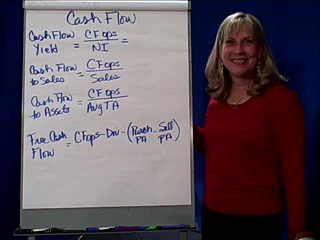 Cash Flow
Cash Flow Yield = CFops / NI =
Cash Flow to Sales = CFops / Sales
Cash Flow to Assets = CFops / Avg TA
Free Cash Flow = CFops - Div - (Purch PA - Sell PA)